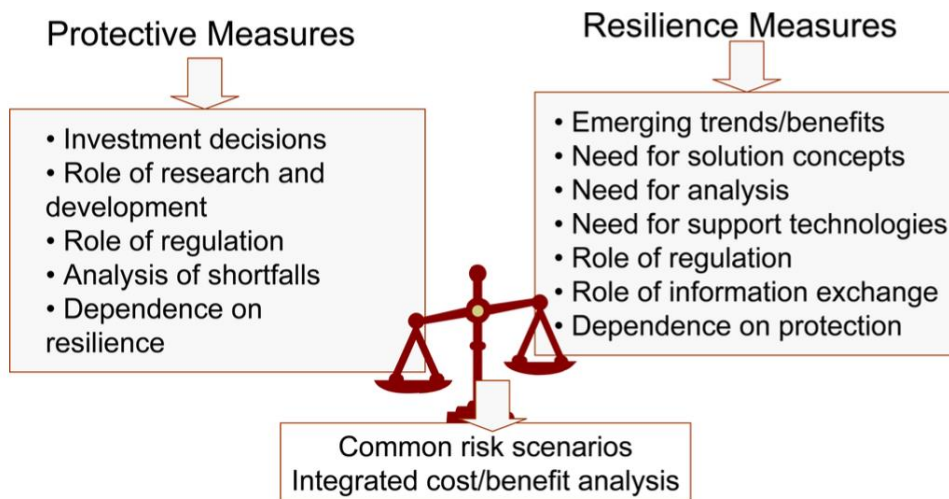 Protective Measures
• Investment decisions
• Role of research and
development
• Role of regulation
• Analysis of shortfalls
• Dependence on
resilience
Resilience Measures
• Emerging trends/benefits
• Need for solution concepts
• Need for analysis
• Need for support technologies
• Role of regulation
• Role of information exchange
• Dependence on protection
Common risk scenarios
Integrated cost/benefit analysis